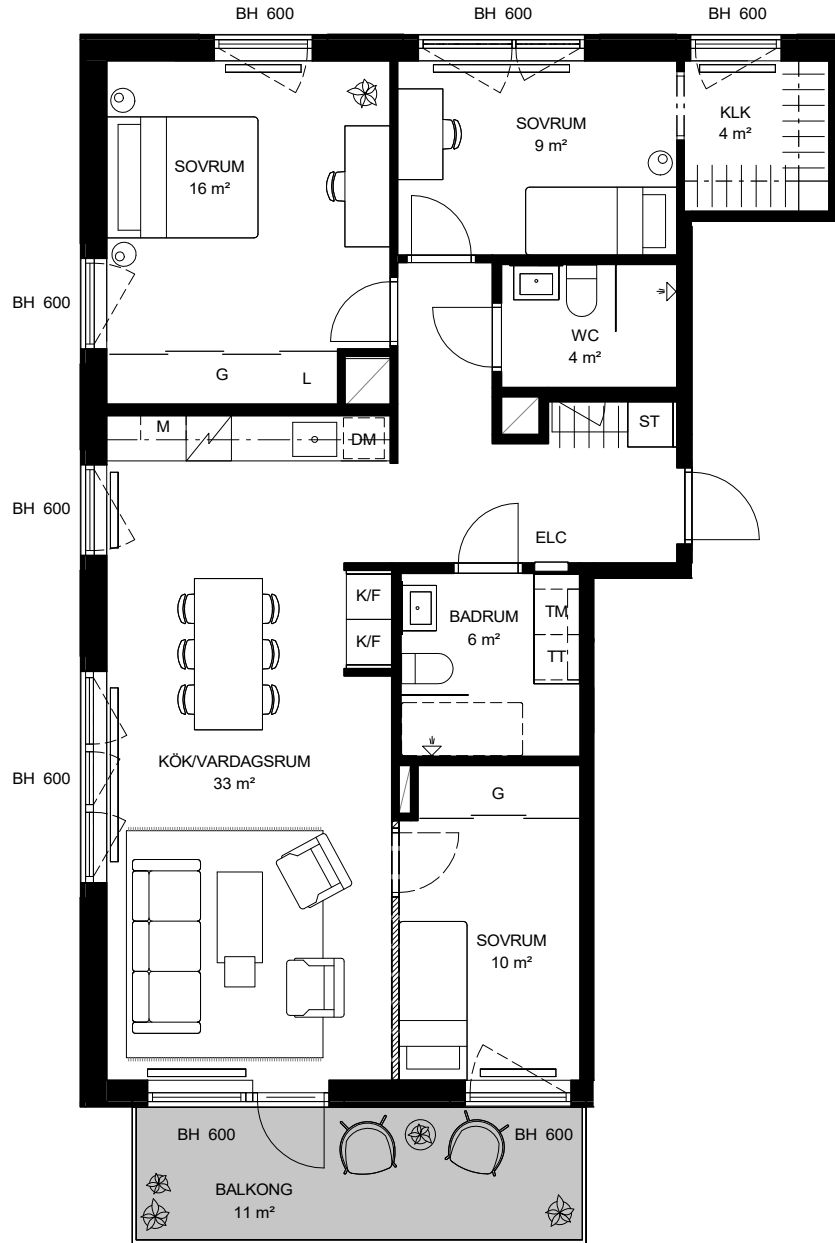 BH 600
BH 600
BH 600
SOVRUM
16 m²
SOVRUM
9 m²
KLK
4 m²
BH 600
WC
4 m²
G
L
M
DM
ST
BH 600
ELC
K/F
K/F
BADRUM
6 m²
TM
TT
KÖK/VARDAGSRUM
33 m²
BH 600
G
SOVRUM
10 m²
BH 600
BH 600
BALKONG
11 m²